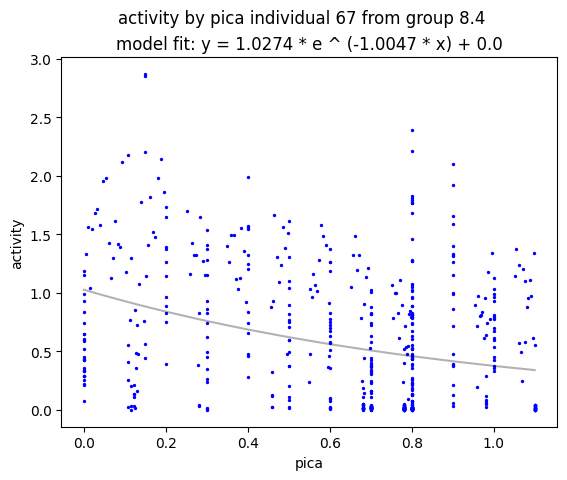 activity by pica individual 67 from group 8.4
model fit: y = 1.0274 * e ^ (-1.0047 * x) + 0.0
3.0
2.5
2.0
1.5
1.0
0.5
0.0
activity
0.0 0.2 0.4 0.6 0.8 1.0
pica